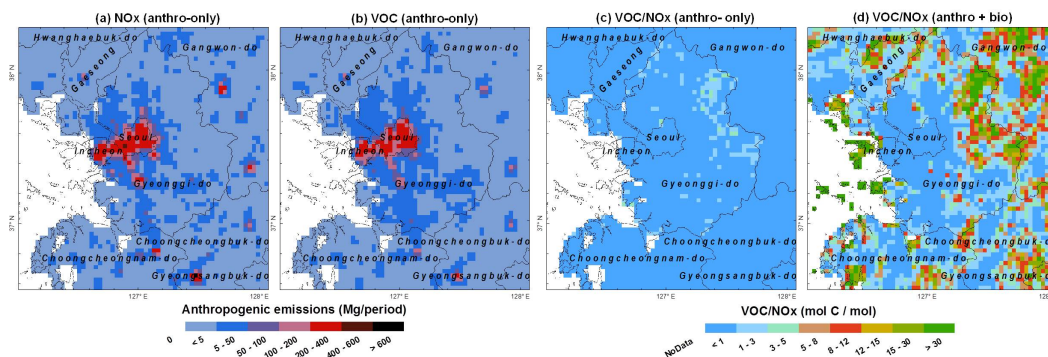 (a) NOx (anthro-only)
(b) VOC (anthro-only)
(c) VOC/NOx (anthro- only)
(d) VOC/NOx (anthro + bio)
Hwanghaebuk-do
Gangwon-do
Gaeseong
38° N
Seoul
Incheon
Gyeonggi-do
37° N
Choongcheongbuk-do
Choongcheongnam-do
Gyeongsangbuk-do
Hwanghaebuk-do
Gangwon-do
Gaeseong
Seoul
Incheon
Gyeonggi-do
Choongcheongbuk-do
Choongcheongnam-do
Gyeongsangbuk-do
Hwanghaebuk-do
Gangwon-do
Gaeseong
38° N
Seoul
Incheon
Gyeonggi-do
37° N
Choongcheongbuk-do
Choongcheongnam-do
Gyeongsangbuk-do
Hwanghaebuk-do
Gangwon-do
Gaeseong
Seoul
Incheon
Gyeonggi-do
Choongcheongbuk-do
Choongcheongnam-do
Gyeongsangbuk-do
127° E
128° E
127° E
128° E
Anthropogenic emissions (Mg/period)
0
< 5
5 - 50
50 - 100
100 - 200
200 - 400
400 - 600
> 600
VOC/NOx (mol C / mol)
NoData
< 1
1 - 3
3 - 5
5 - 8
8 - 12
12 - 15
15 - 30
> 30